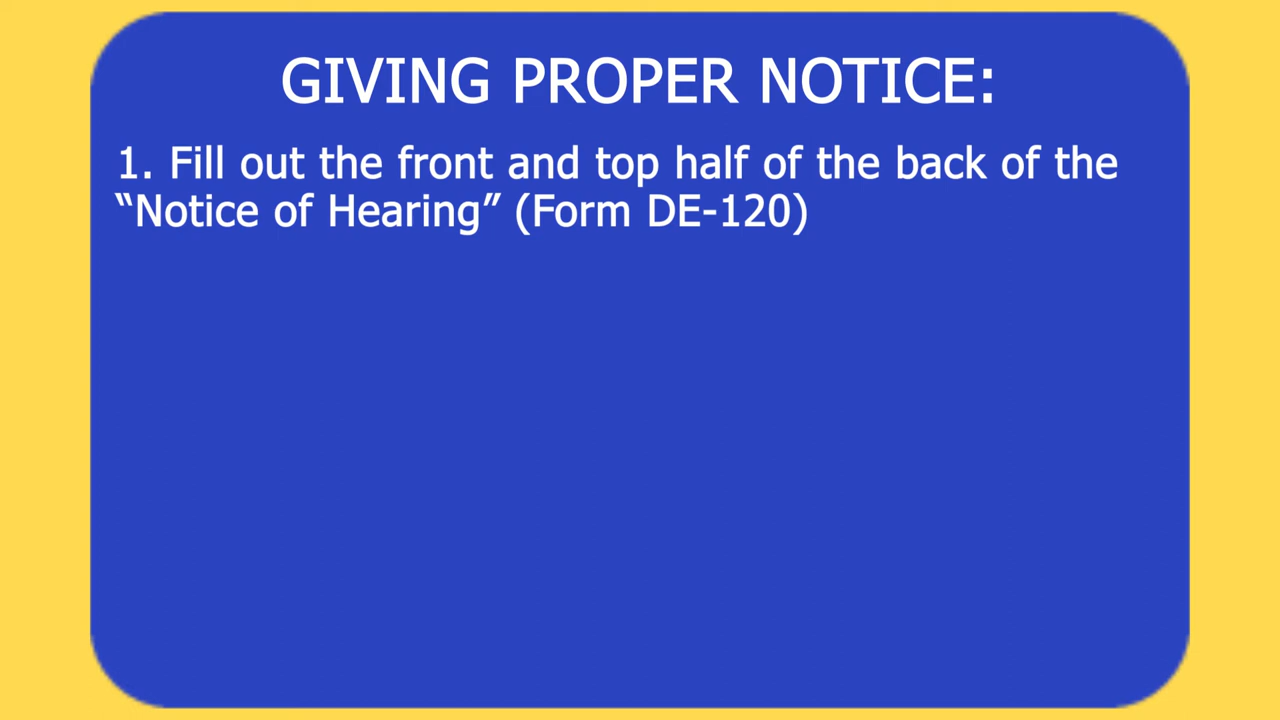 GIVING PROPER NOTICE:
1. Fill out the front and top half of the back of the
“Notice of Hearing” (Form DE-120)